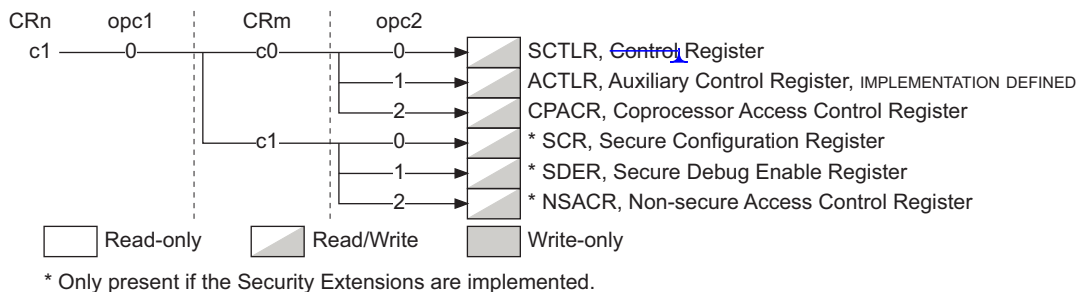 CRn opc1 CRm opc2
c1 0 c0 0 SCTLR, Control Register
1 ACTLR, Auxiliary Control Register, IMPLEMENTATION DEFINED
2 CPACR, Coprocessor Access Control Register
c1 0 * SCR, Secure Configuration Register
1 * SDER, Secure Debug Enable Register
2 * NSACR, Non-secure Access Control Register
Read-only Read/Write Write-only
* Only present if the Security Extensions are implemented.